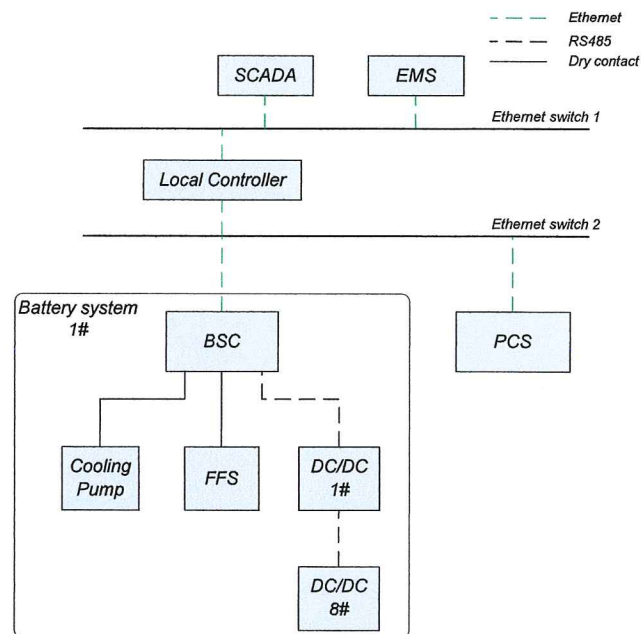 Ethernet
RS485
Dry contact
SCADA
EMS
Ethernet switch 1
Local Controller
Ethernet switch 2
Battery system
1#
BSC
PCS
Cooling
Pump
FFS
DC/DC
1#
DC/DC
8#